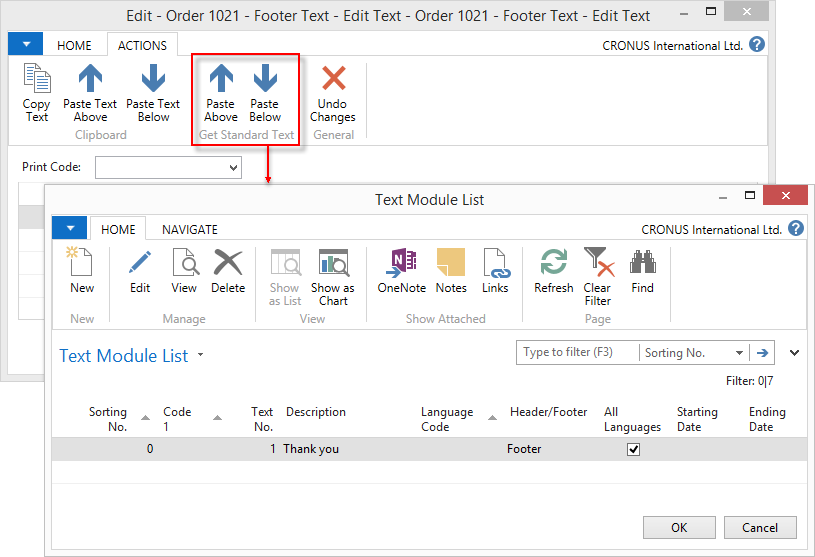 Edit - Order 1021 - Footer Text - Edit Text - Order 1021 - Footer Text - Edit Text
HOME ACTIONS CRONUS International Ltd. ?
Copy Text
Paste Text Above
Paste Text Below
Paste Above
Paste Below
Undo Changes
Clipboard Get Standard Text General
Print Code:
Text Module List
HOME NAVIGATE CRONUS International Ltd. ?
New
Edit
View
Delete
Show as List
Show as Chart
OneNote
Notes
Links
Refresh
Clear Filter
Find
New Manage View Show Attached Page
Text Module List
Type to filter (F3) Sorting No.
Filter: 0|7
Sorting No.
Code 1
Text No.
Description
Language Code
Header/Footer
All Languages
Starting Date
Ending Date
0 1 Thank you Footer
OK Cancel